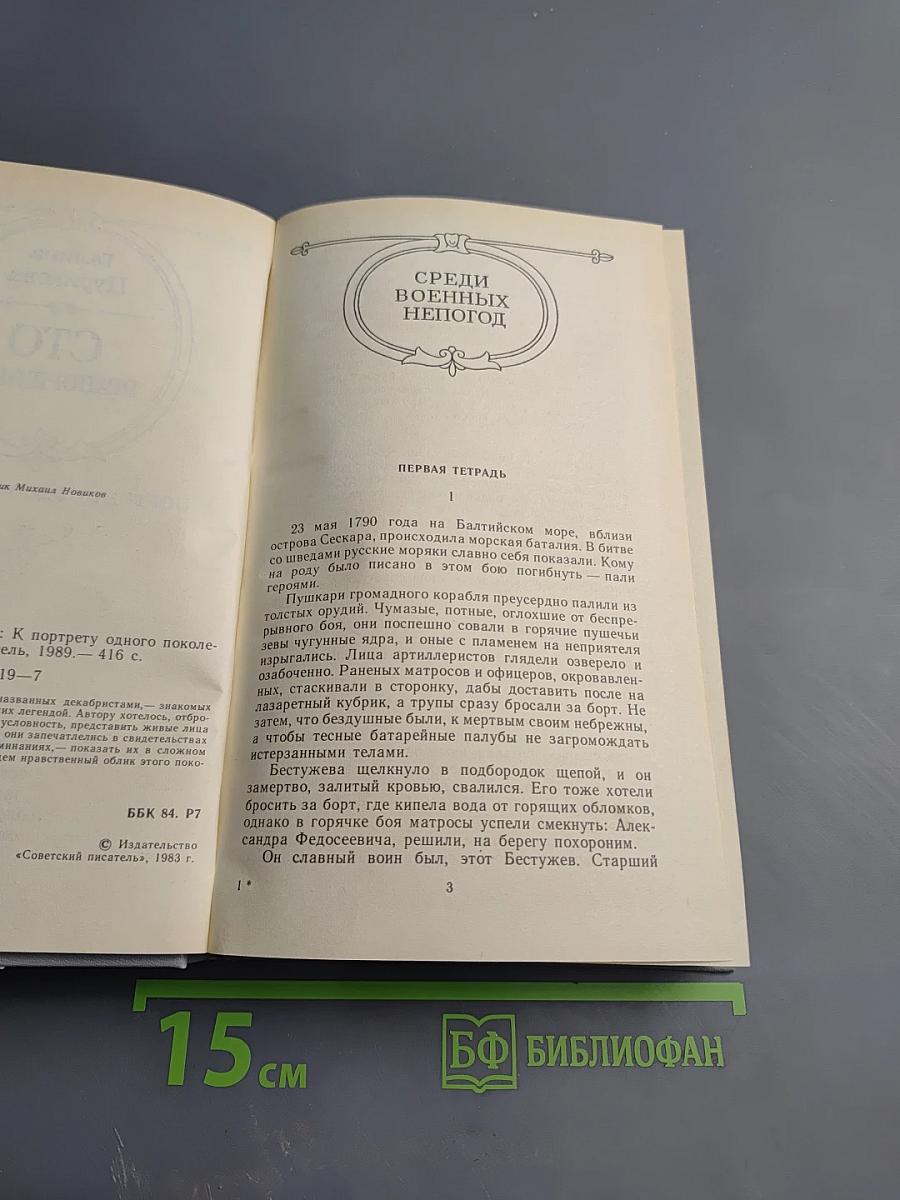 ик Михаил Новиков
: К портрету одного поколе-
тель, 1989.— 416 с.
19—7
названных декабристами,— знакомых
их легендой. Автору хотелось, отбро-
условность, представить живые лица
они запечатлелись в свидетельствах
минаниях,— показать их в сложном
щем нравственный облик этого поко-
ББК 84. Р7
© Издательство
«Советский писатель», 1983 г.
СРЕДИ
ВОЕННЫХ
НЕПОГОД
ПЕРВАЯ ТЕТРАДЬ
1
23 мая 1790 года на Балтийском море, вблизи
острова Сескара, происходила морская баталия. В битве
со шведами русские моряки славно себя показали. Кому
на роду было писано в этом бою погибнуть — пали
героями.
Пушкари громадного корабля преусердно палили из
толстых орудий. Чумазые, потные, оглохшие от беспре-
рывного боя, они поспешно совали в горячие пушечьи
зевы чугунные ядра, и оные с пламенем на неприятеля
изрыгались. Лица артиллеристов глядели озверело и
озабоченно. Раненых матросов и офицеров, окровавлен-
ных, стаскивали в сторонку, дабы доставить после на
лазаретный кубрик, а трупы сразу бросали за борт. Не
затем, что бездушные были, к мертвым своим небрежны,
а чтобы тесные батарейные палубы не загромождать
истерзанными телами.
Бестужева щелкнуло в подбородок щепой, и он
замертво, залитый кровью, свалился. Его тоже хотели
бросить за борт, где кипела вода от горящих обломков,
однако в горячке боя матросы успели смекнуть: Алек-
сандра Федосеевича, решили, на берегу похороним.
Он славный воин был, этот Бестужев. Старший
1 *
3
15 см
БФ БИБЛИОФАН